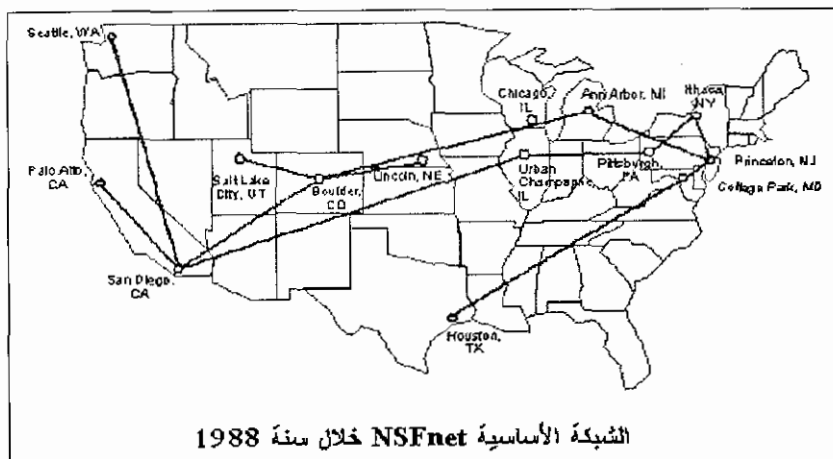 Seattle, WA
Palo Alto,
CA
San Diego,
CA
Salt Lake
City, UT
Boulder,
CO
Lincoln, NE
Houston,
TX
Chicago,
IL
Urban
Champagne,
IL
Ann Arbor, MI
Pittsburgh,
PA
Ithaca,
NY
Princeton, NJ
College Park, MD
الشبكة الأساسية NSFnet خلال سنة 1988